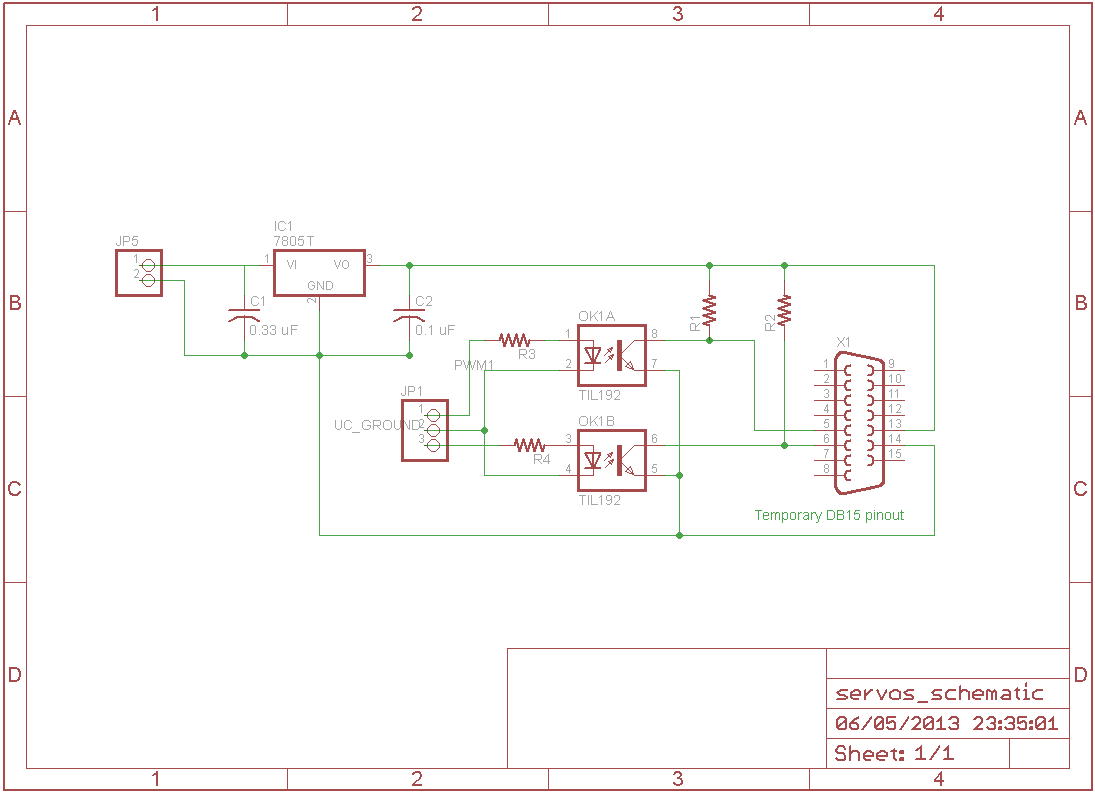 1 2 3 4
A A
IC1
7805T
JP5
1 VI VO 3
1
2
GND
2
B C1 C2 B
0.33 uF 0.1 uF
R1 R2
OK1A
1 8
R3
X1
PWM1 2 7
1 9
2 10
TIL192
JP1
3 11
4 12
1
UC_GROUND 2
3
OK1B
5 13
3 6
6 14
R4
7 15
4 5
8
TIL192
C C
Temporary DB15 pinout
D D
servos_schematic
06/05/2013 23:35:01
Sheet: 1/1
1 2 3 4